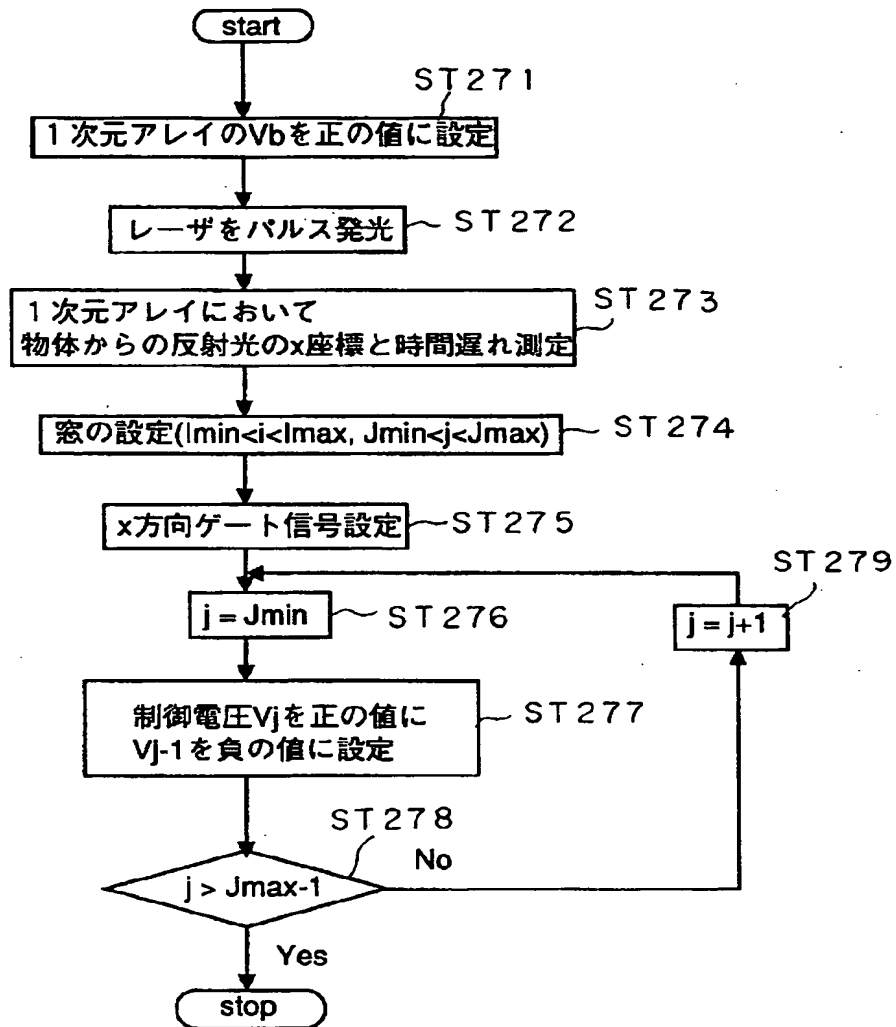 start
ST271
1次元アレイのVbを正の値に設定
レーザをパルス発光
ST272
ST273
1次元アレイにおいて
物体からの反射光のx座標と時間遅れ測定
窓の設定(Imin<i<Imax, Jmin<j<Jmax)
ST274
x方向ゲート信号設定
ST275
ST279
j = Jmin
ST276
j = j+1
制御電圧Vjを正の値に
Vj-1を負の値に設定
ST277
ST278
No
j > Jmax-1
Yes
stop